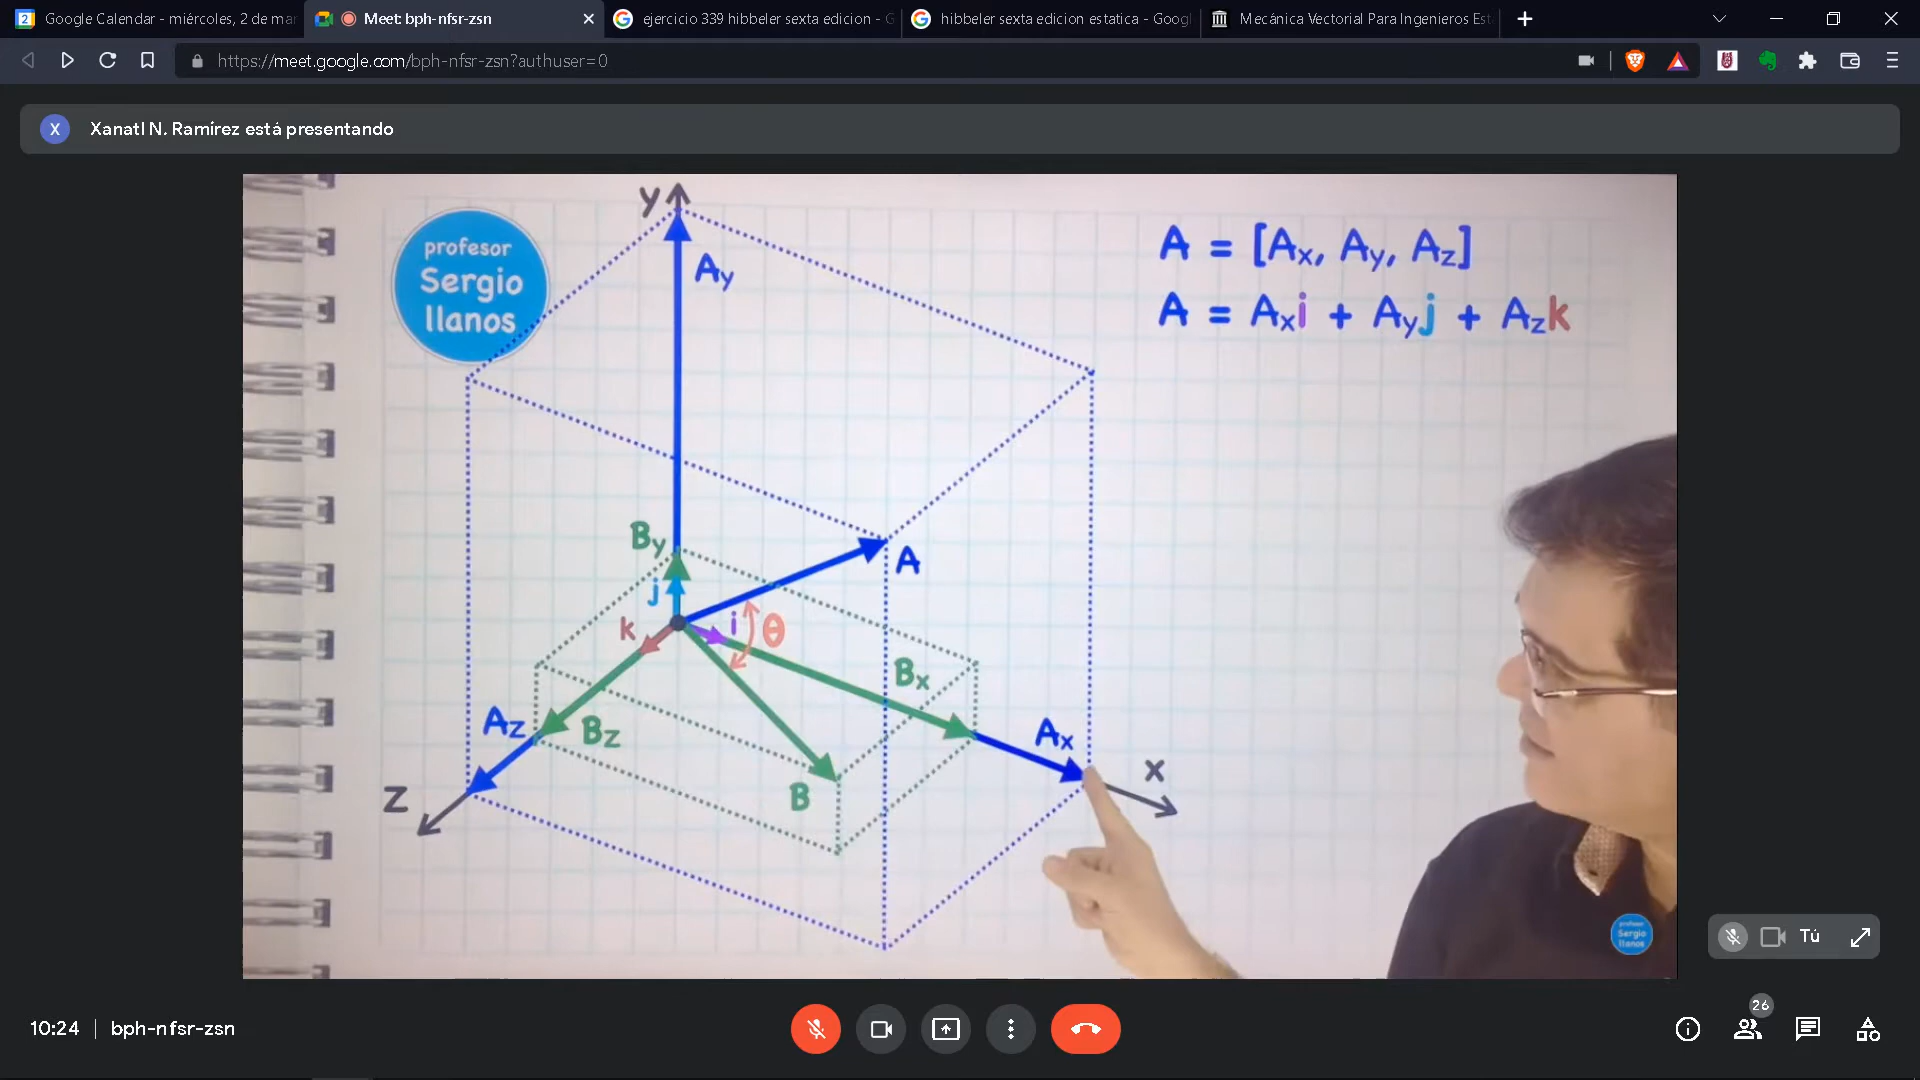 Google Calendar - miércoles, 2 de mar
Meet: bph-nfsr-zsn
ejercicio 339 hibbeler sexta edicion - G
hibbeler sexta edicion estatica - Googl
Mecánica Vectorial Para Ingenieros Est
https://meet.google.com/bph-nfsr-zsn?authuser=0
X
Xanatl N. Ramírez está presentando
profesor
Sergio
llanos
y
Ay
A = [Ax, Ay, Az]
A = Axi + Ayj + Azk
By
A
j
k
i
θ
Bx
Az
Bz
Ax
x
z
B
profesor
Sergio
llanos
Tú
10:24
bph-nfsr-zsn
26